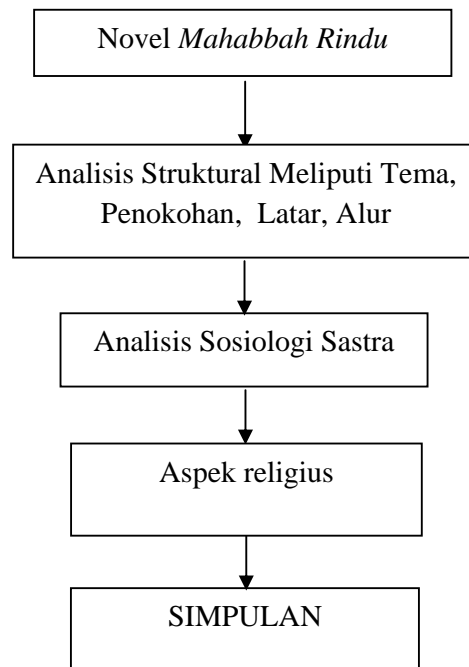 Novel Mahabbah Rindu
Analisis Struktural Meliputi Tema,
Penokohan, Latar, Alur
Analisis Sosiologi Sastra
Aspek religius
SIMPULAN